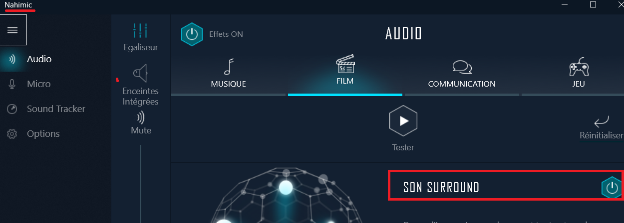 Nahimic
Audio
Micro
Sound Tracker
Options
Egaliseur
Enceintes
Intégrées
Mute
Effets ON
AUDIO
MUSIQUE
FILM
COMMUNICATION
JEU
Tester
Réinitialiser
SON SURROUND